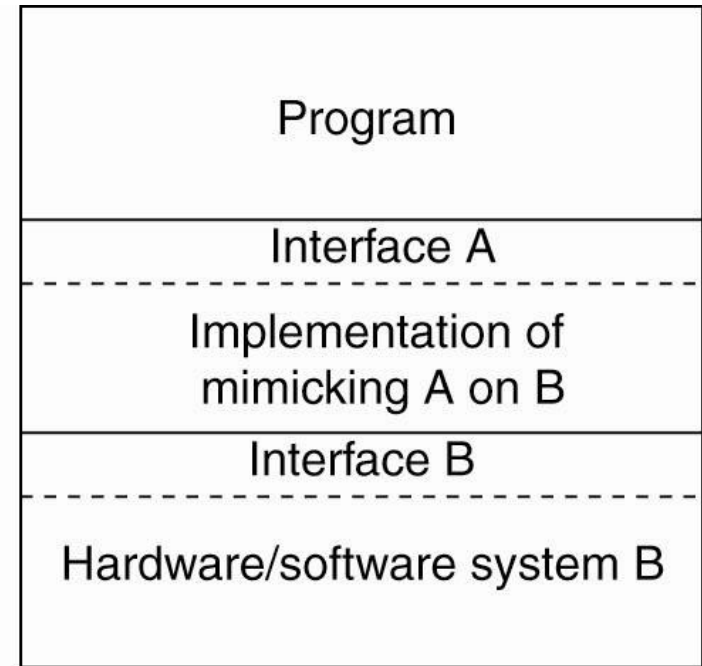 Program
Interface A
Implementation of
mimicking A on B
Interface B
Hardware/software system B